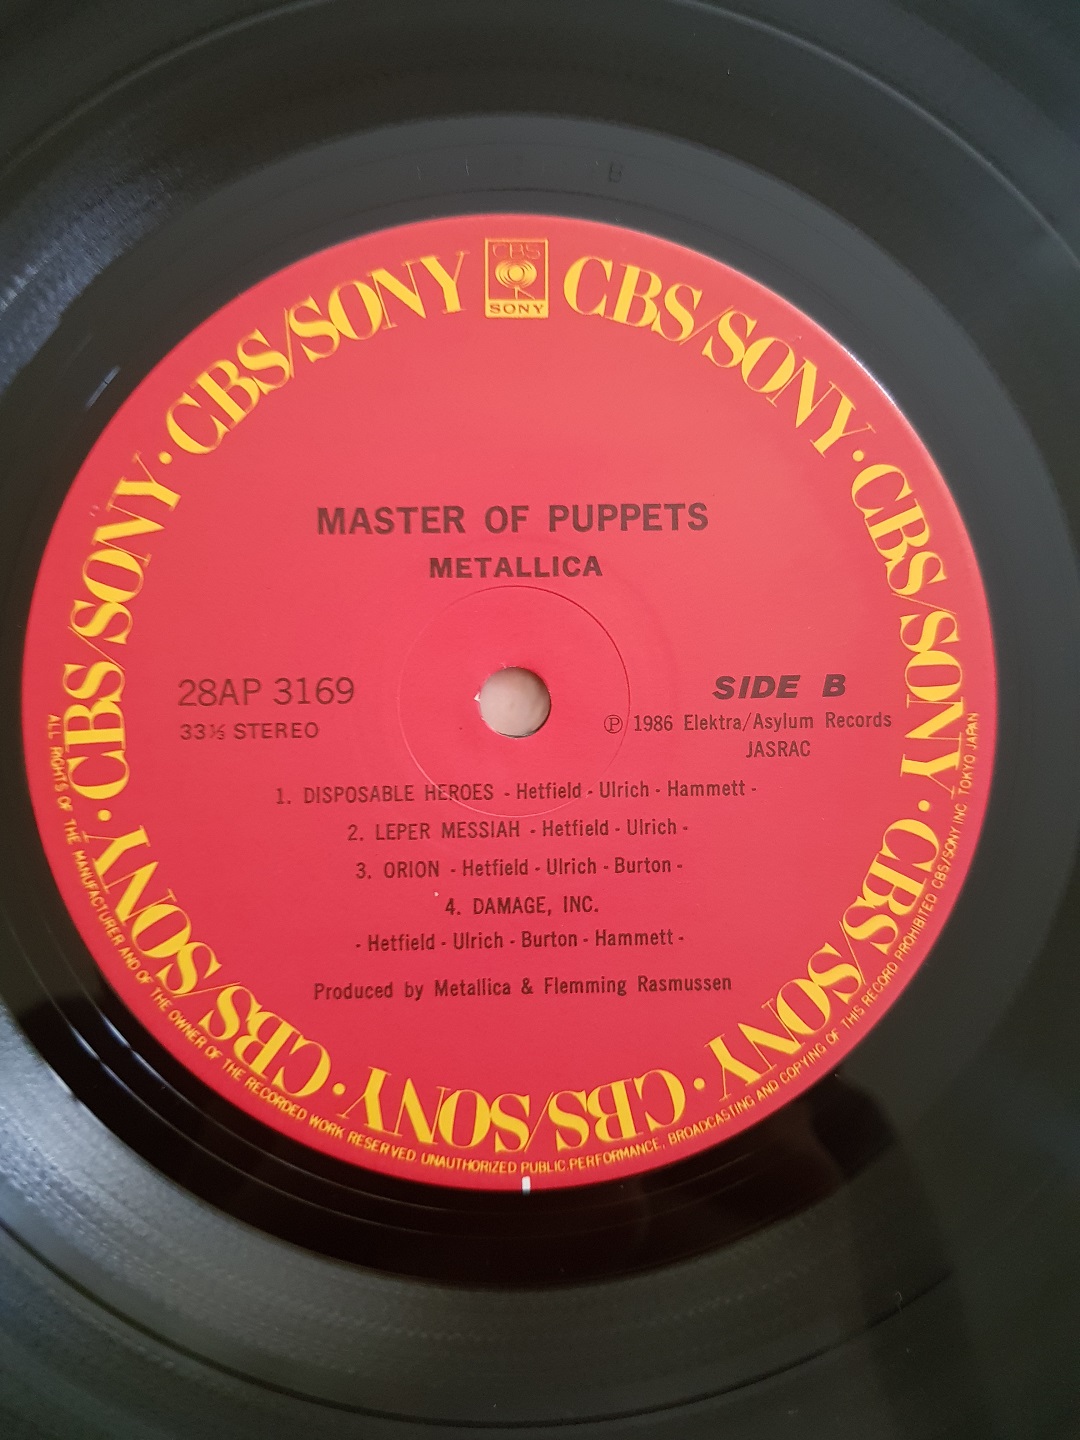 CBS
SONY
CBS/SONY · CBS/SONY · CBS/SONY · CBS/SONY · CBS/SONY · CBS/SONY · CBS/SONY · CBS/SONY
MASTER OF PUPPETS
METALLICA
28AP 3169
33⅓ STEREO
SIDE B
℗ 1986 Elektra/Asylum Records
JASRAC
1. DISPOSABLE HEROES - Hetfield - Ulrich - Hammett -
2. LEPER MESSIAH - Hetfield - Ulrich -
3. ORION - Hetfield - Ulrich - Burton -
4. DAMAGE, INC.
- Hetfield - Ulrich - Burton - Hammett -
Produced by Metallica & Flemming Rasmussen
ALL RIGHTS OF THE MANUFACTURER AND OF THE OWNER OF THE RECORDED WORK RESERVED. UNAUTHORIZED PUBLIC PERFORMANCE, BROADCASTING AND COPYING OF THIS RECORD PROHIBITED CBS/SONY INC. TOKYO JAPAN